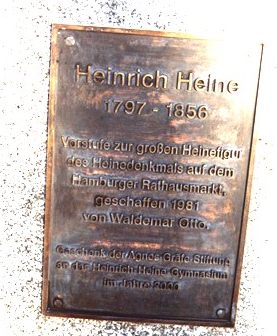 Heinrich Heine
1797 - 1856
Vorstufe zur großen Heinefigur
des Heinedenkmals auf dem
Hamburger Rathausmarkt,
geschaffen 1981
von Waldemar Otto.
Geschenk der Agnes Gräfe Stiftung
an das Heinrich-Heine-Gymnasium
im Jahre 2000